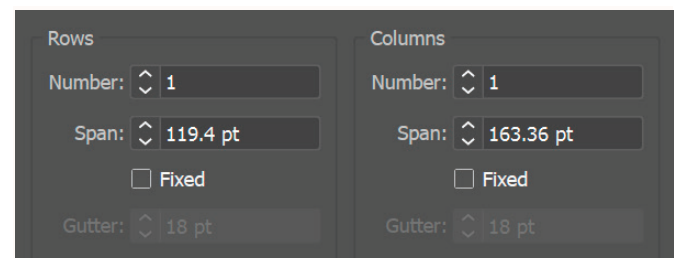 Rows
Number: 1
Span: 119.4 pt
Fixed
Gutter: 18 pt
Columns
Number: 1
Span: 163.36 pt
Fixed
Gutter: 18 pt